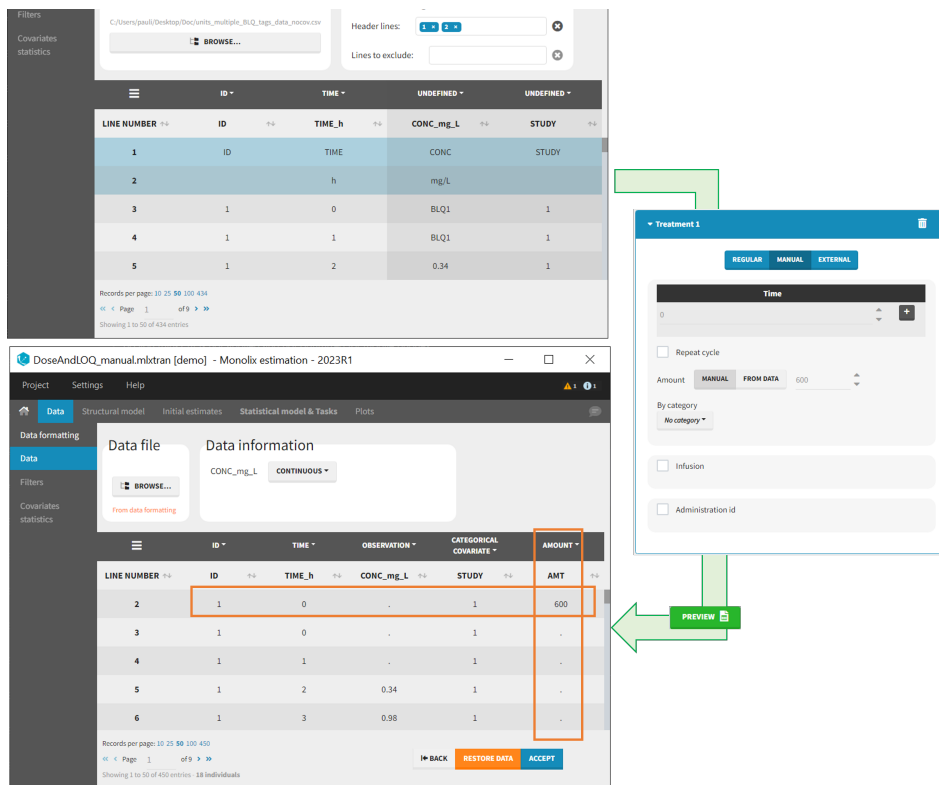 Filters
C:/Users/pauli/Desktop/Doc/units_multiple_BLQ_tags_data_nocov.csv
Covariates
statistics
BROWSE...
Header lines: 1 × 2 ×
Lines to exclude:
ID TIME UNDEFINED UNDEFINED
LINE NUMBER ID TIME_h CONC_mg_L STUDY
1 ID TIME CONC STUDY
2 h mg/L
3 1 0 BLQ1 1
4 1 1 BLQ1 1
5 1 2 0.34 1
Records per page: 10 25 50 100 434
« < Page 1 of 9 > »
Showing 1 to 50 of 434 entries
Treatment 1
REGULAR MANUAL EXTERNAL
Time
0 +
Repeat cycle
Amount MANUAL FROM DATA 600
By category
No category
Infusion
Administration id
PREVIEW
DoseAndLOQ_manual.mlxtran [demo] - Monolix estimation - 2023R1
Project Settings Help 1 1
Data Structural model Initial estimates Statistical model & Tasks Plots
Data formatting
Data
Filters
Covariates
statistics
Data file
BROWSE...
From data formatting
Data information
CONC_mg_L CONTINUOUS
ID TIME OBSERVATION CATEGORICAL
COVARIATE AMOUNT
LINE NUMBER ID TIME_h CONC_mg_L STUDY AMT
2 1 0 . 1 600
3 1 0 . 1 .
4 1 1 . 1 .
5 1 2 0.34 1 .
6 1 3 0.98 1 .
Records per page: 10 25 50 100 450
« < Page 1 of 9 > »
Showing 1 to 50 of 450 entries - 18 individuals
BACK RESTORE DATA ACCEPT